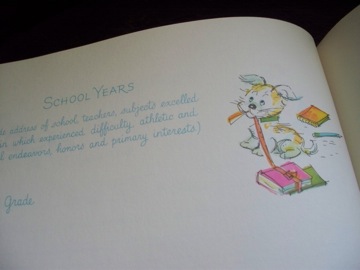 SCHOOL YEARS
address of school, teachers, subjects excelled
in which experienced difficulty, athletic and
endeavors, honors and primary interests)
Grade